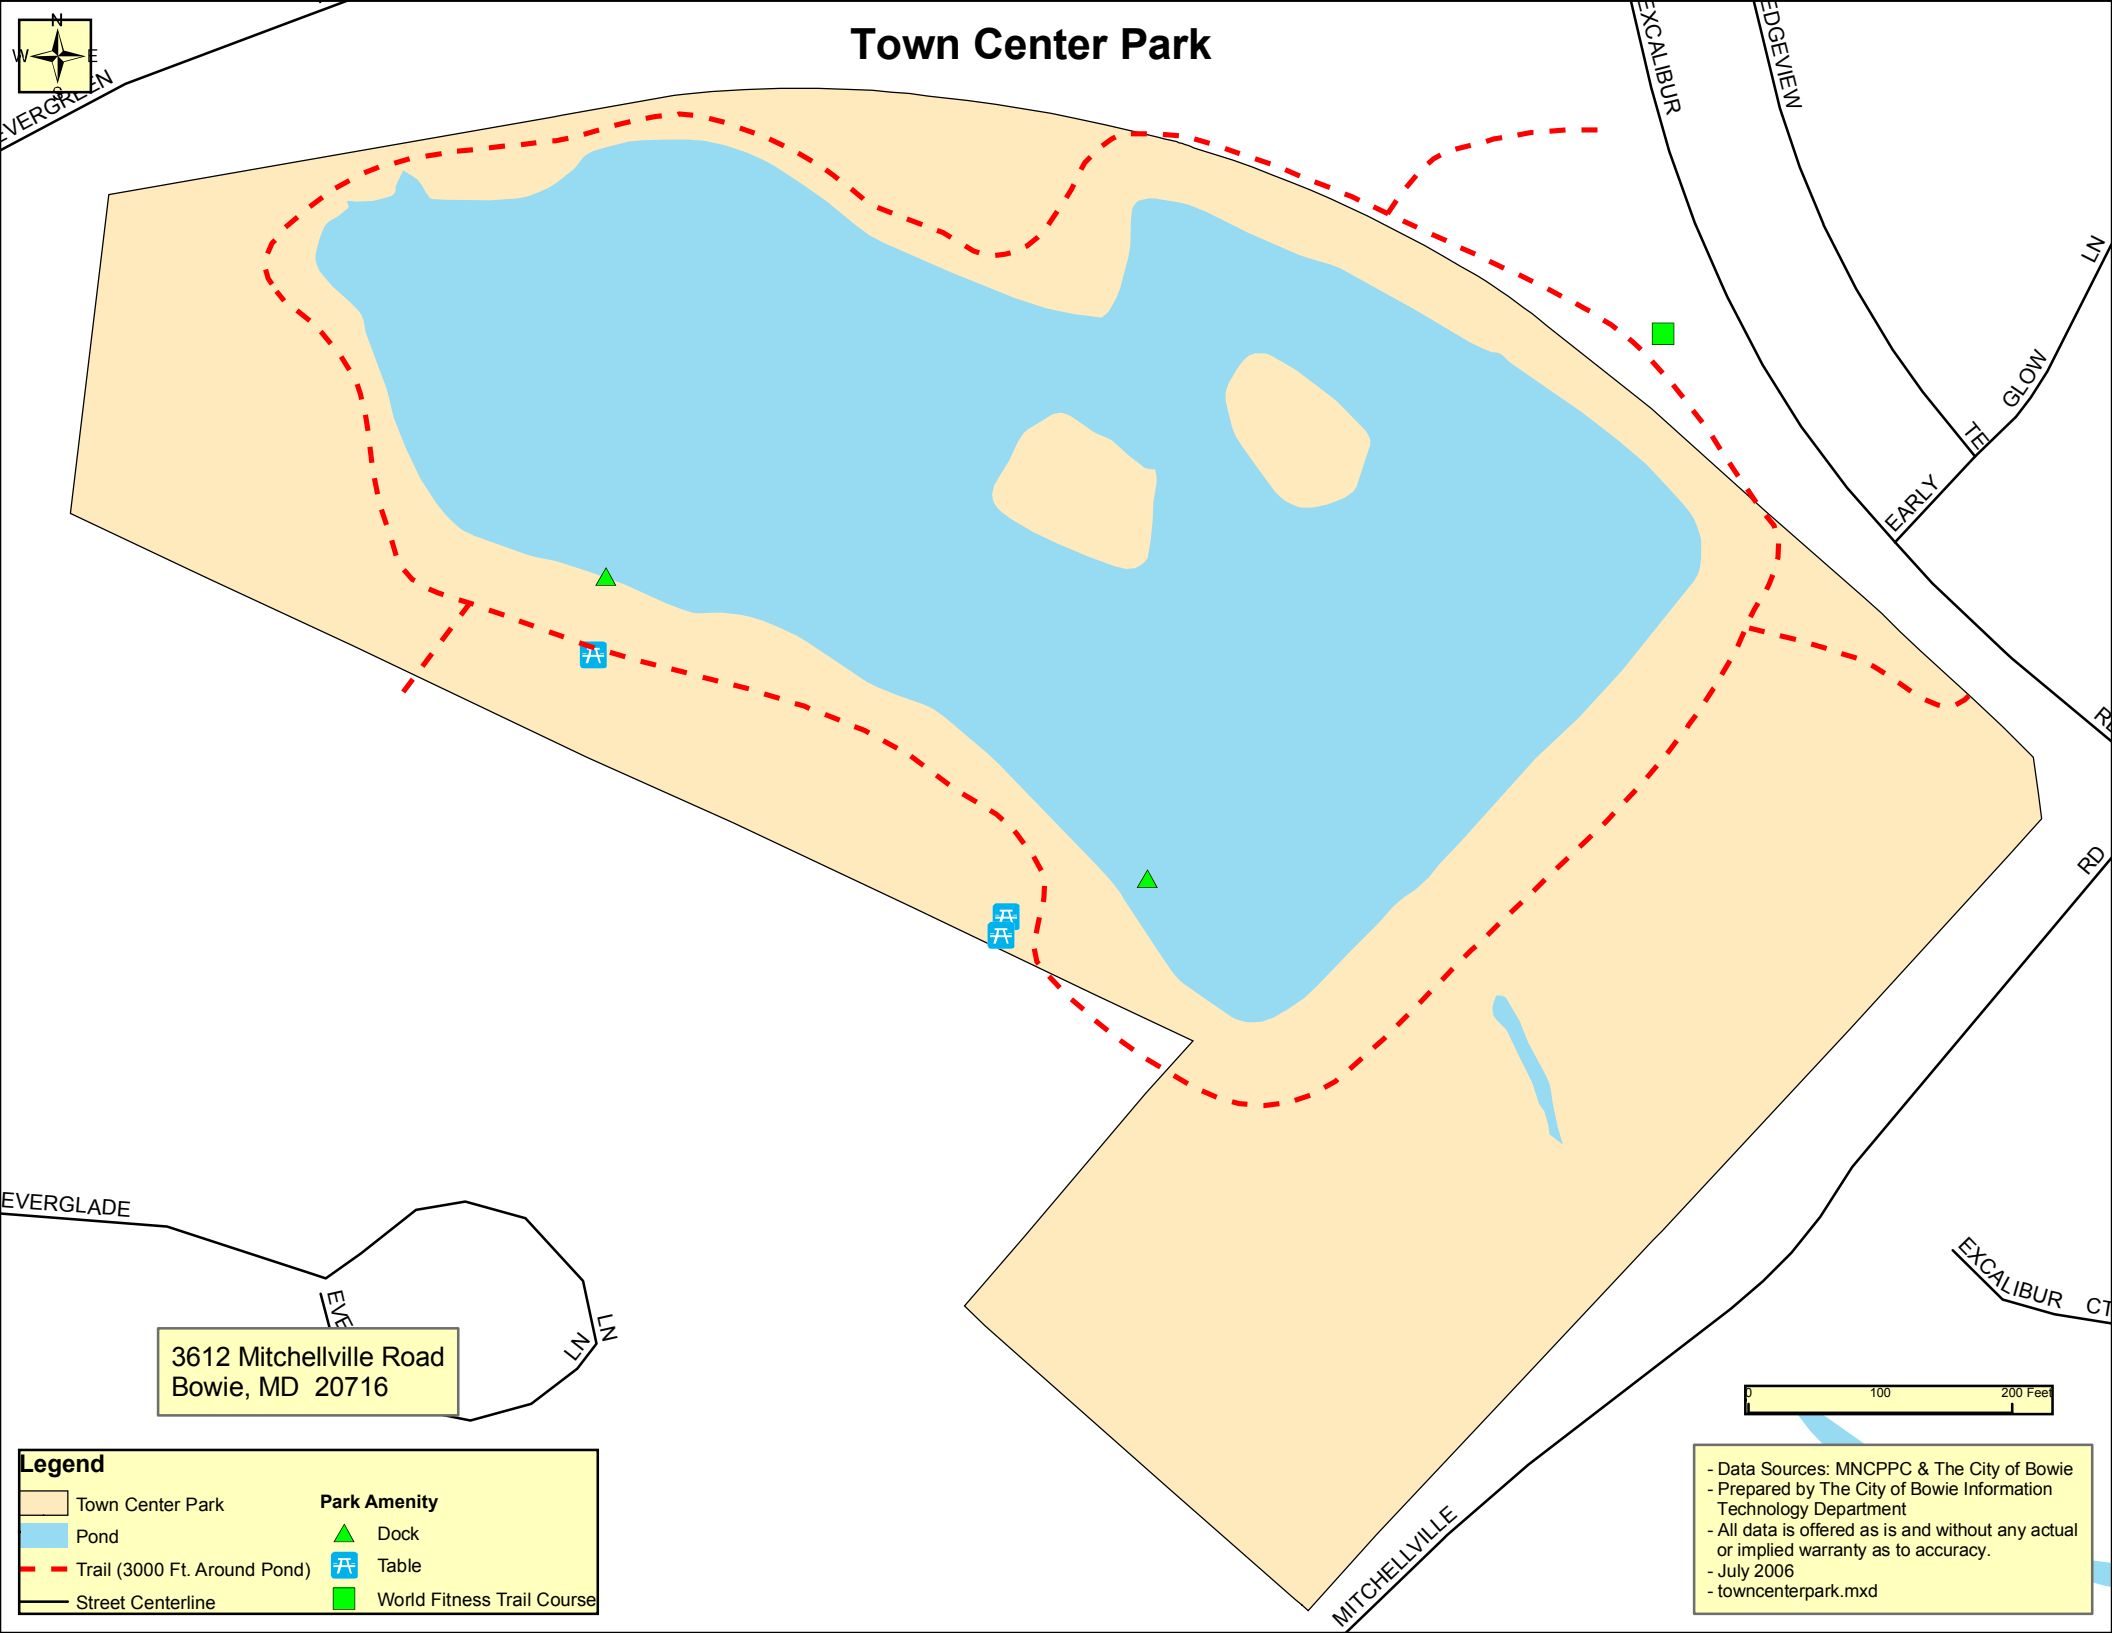 Town Center Park
N
W E
S
EVERGREEN
EXCALIBUR
EDGEVIEW
LN
GLOW
TE
EARLY
RD
EVERGLADE
LN
LN
EXCALIBUR CT
MITCHELLVILLE
3612 Mitchellville Road
Bowie, MD 20716
0 100 200 Feet
Legend
Town Center Park
Pond
Trail (3000 Ft. Around Pond)
Street Centerline
Park Amenity
Dock
Table
World Fitness Trail Course
- Data Sources: MNCPPC & The City of Bowie
- Prepared by The City of Bowie Information
Technology Department
- All data is offered as is and without any actual
or implied warranty as to accuracy.
- July 2006
- towncenterpark.mxd